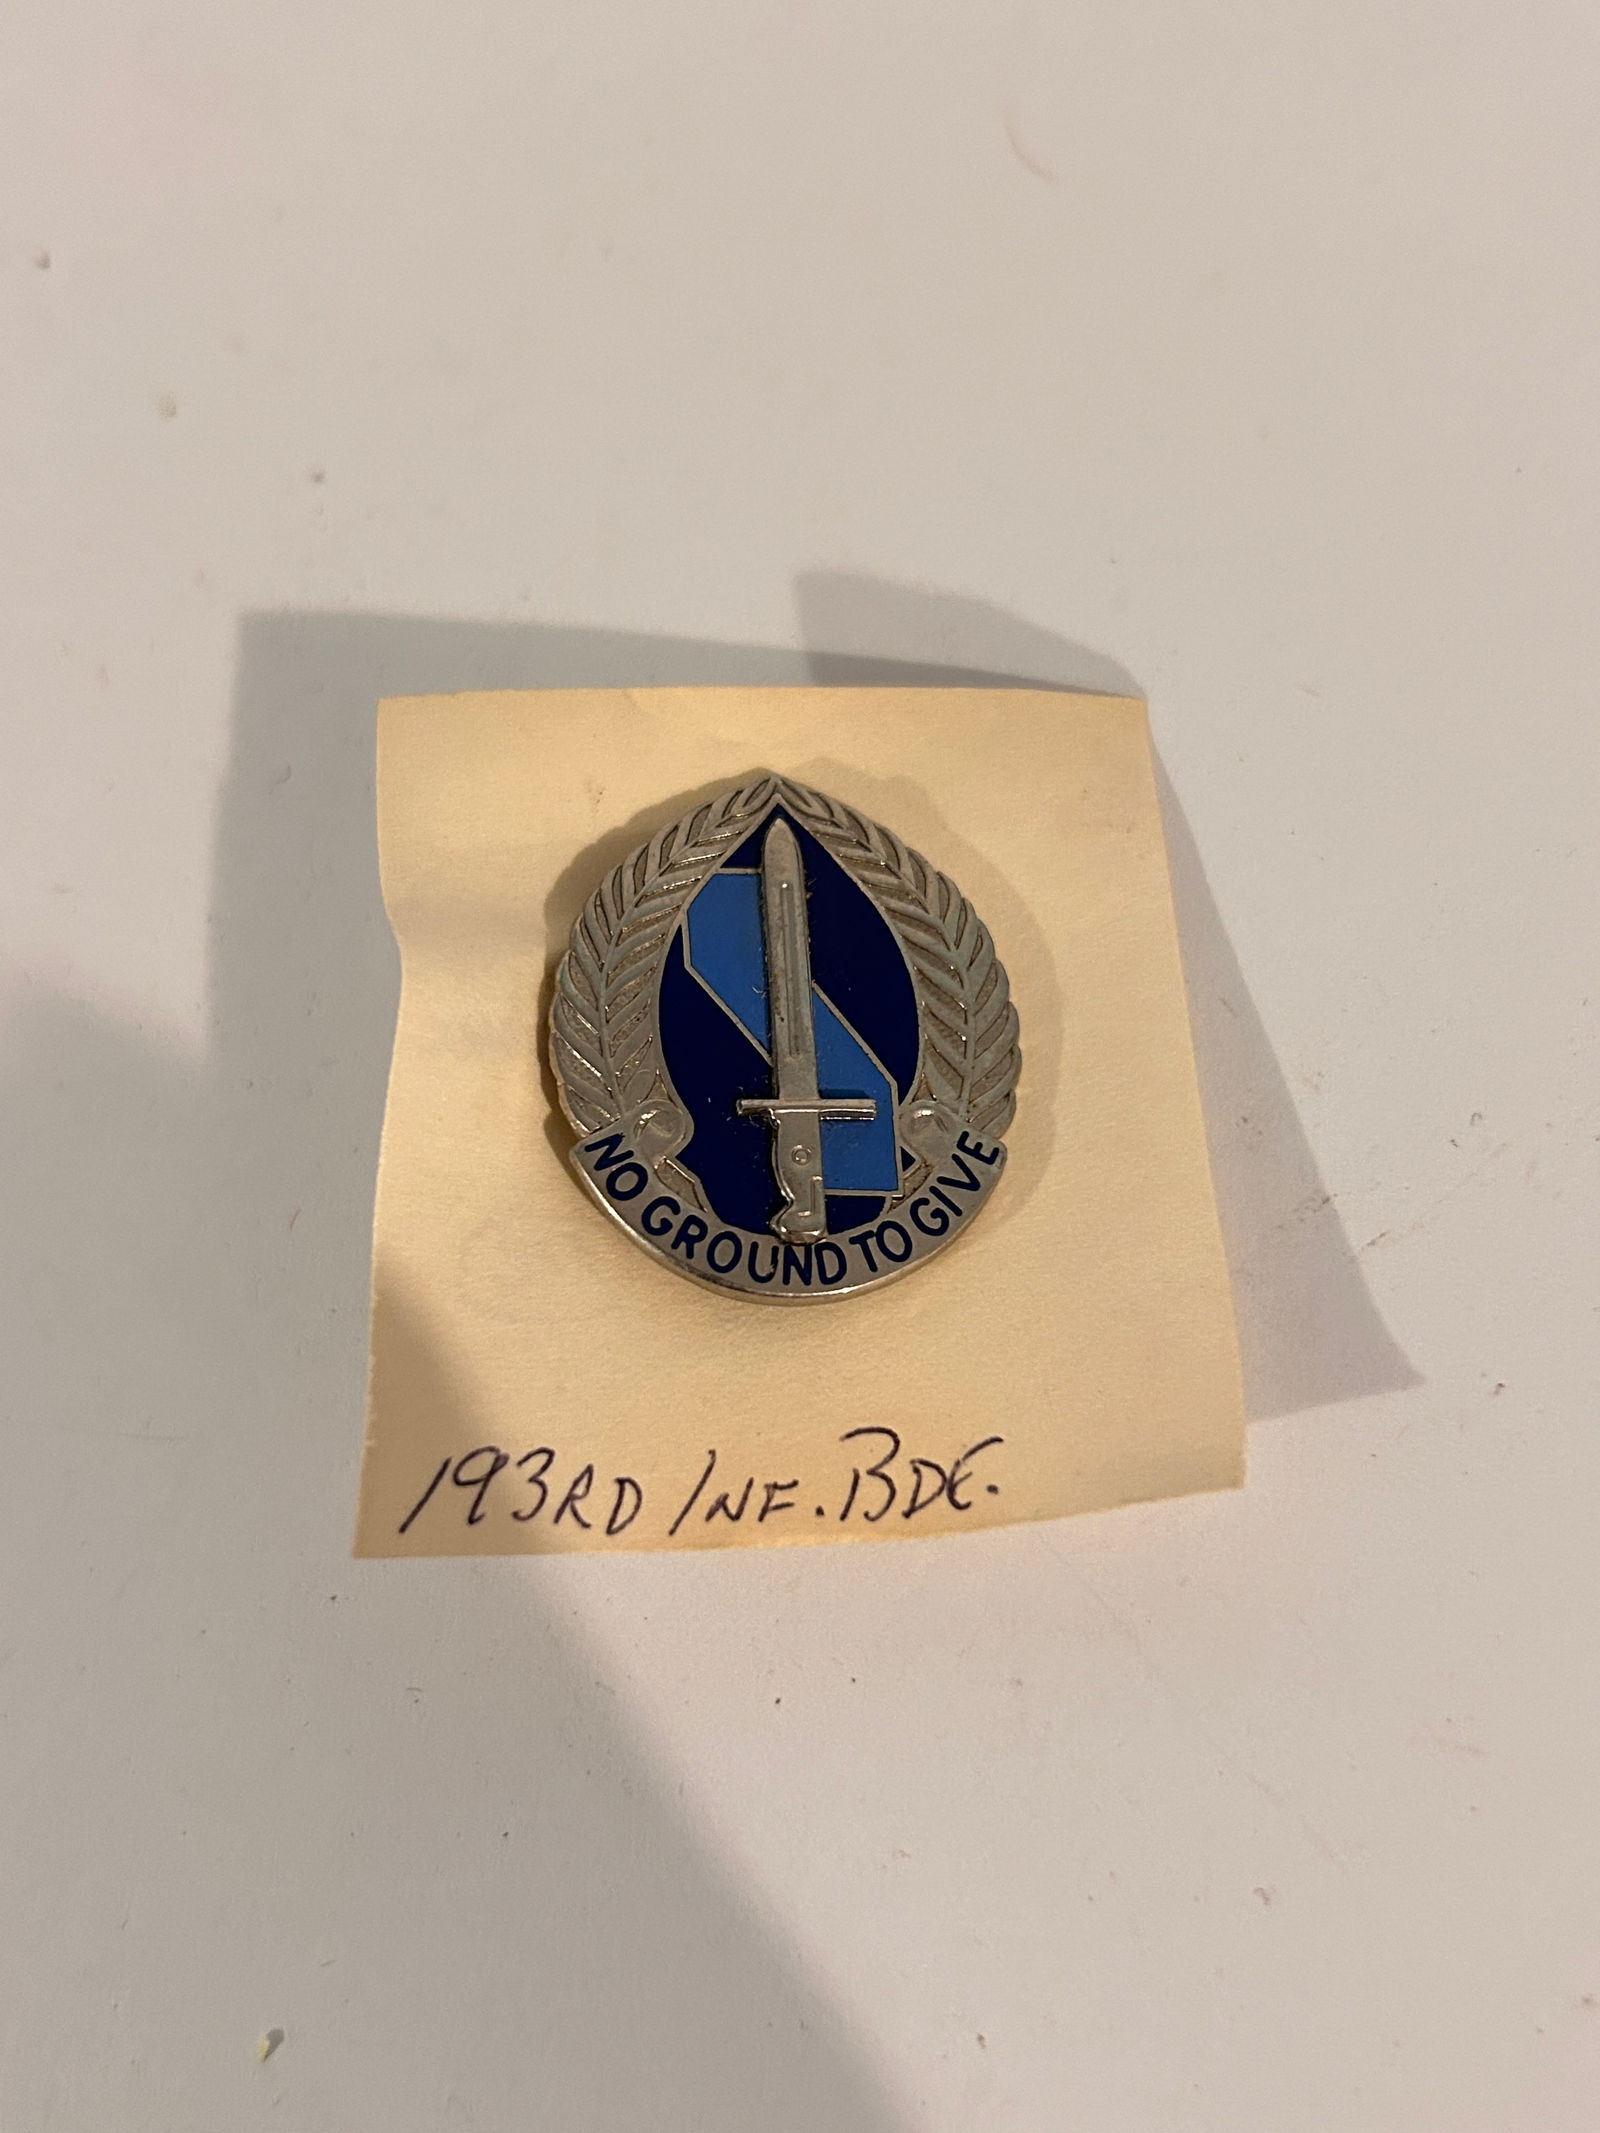 NO GROUND TO GIVE
193RD INF. BDE.